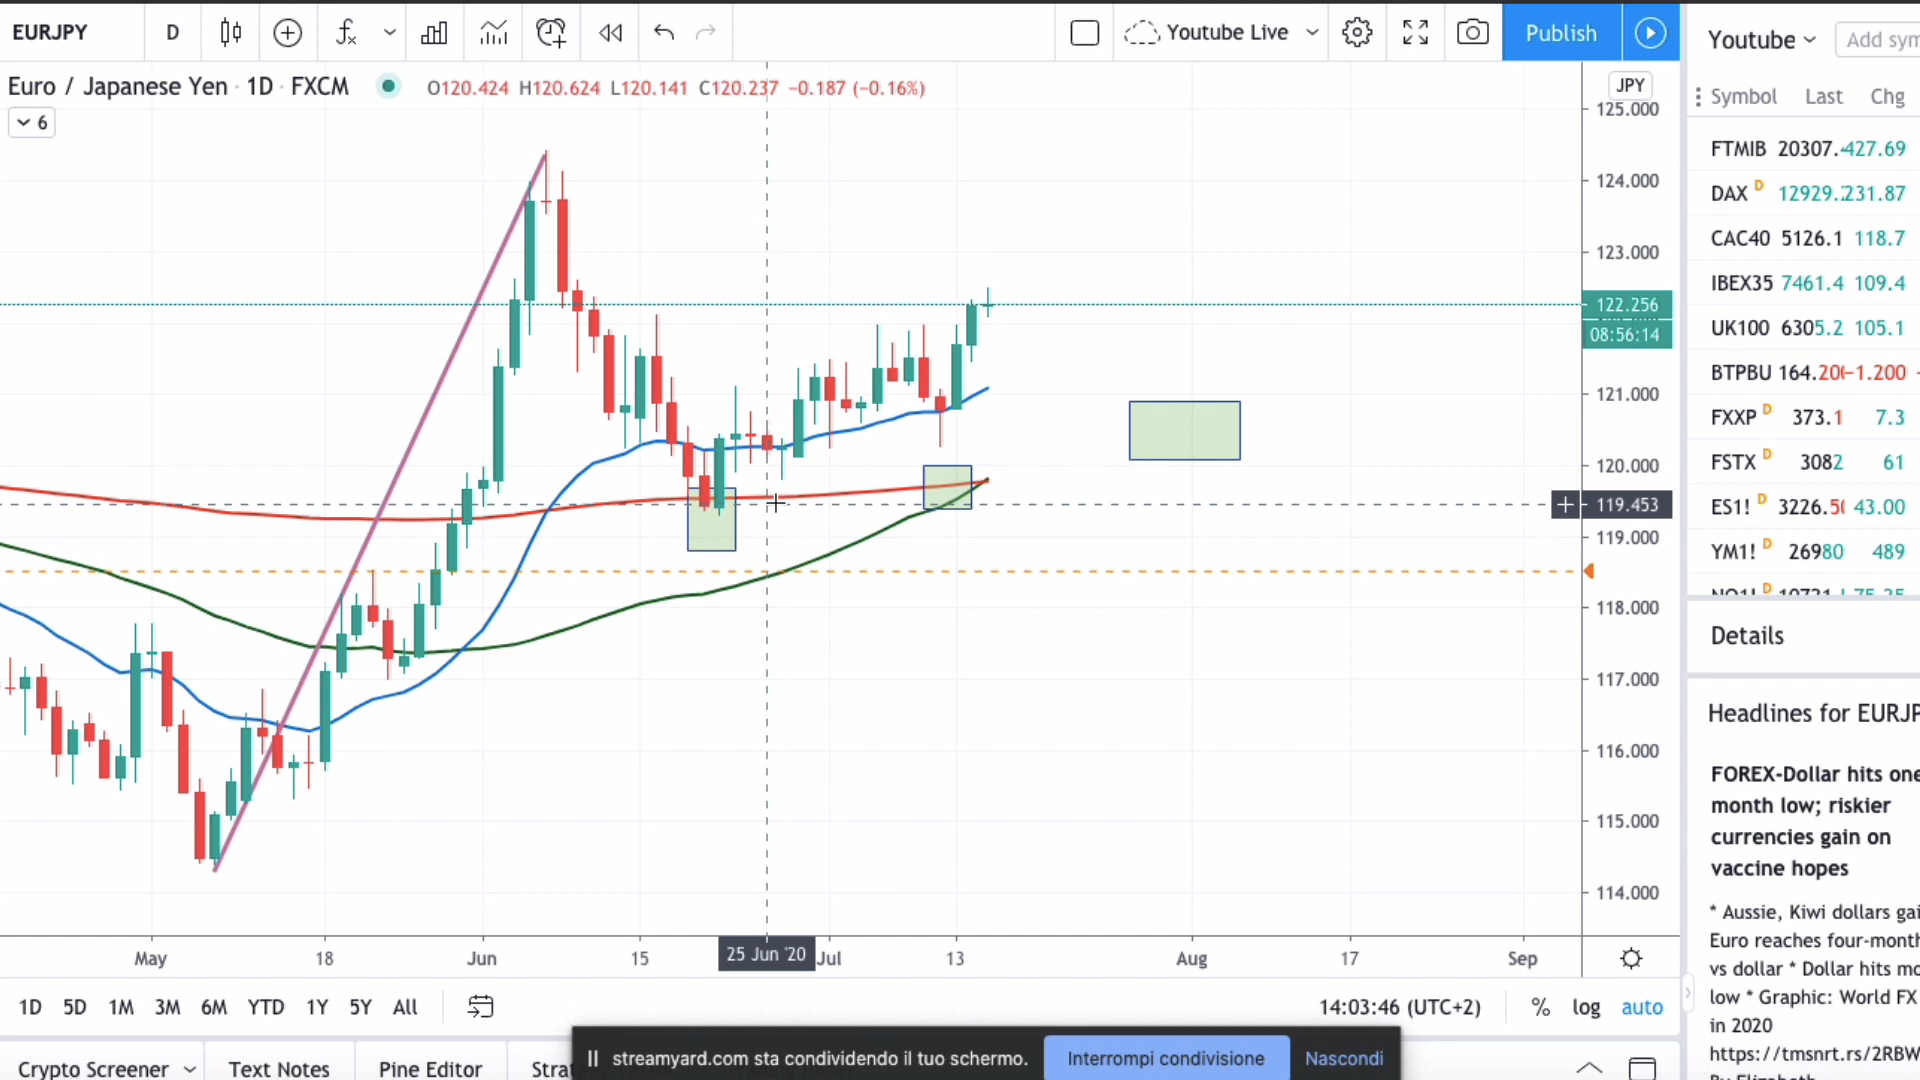 EURJPY D Youtube Live Publish Youtube Add sym
Euro / Japanese Yen · 1D · FXCM O120.424 H120.624 L120.141 C120.237 −0.187 (−0.16%) JPY
6
125.000
124.000
123.000
122.256
08:56:14
121.000
120.000
119.453
119.000
118.000
117.000
116.000
115.000
114.000
May 18 Jun 15 25 Jun '20 Jul 13 Aug 17 Sep
1D 5D 1M 3M 6M YTD 1Y 5Y All 14:03:46 (UTC+2) % log auto
Crypto Screener Text Notes Pine Editor
streamyard.com sta condividendo il tuo schermo. Interrompi condivisione Nascondi
Symbol Last Chg
FTMIB 20307. 427.69
DAX D 12929. 231.87
CAC40 5126.1 118.7
IBEX35 7461.4 109.4
UK100 6305.2 105.1
BTPBU 164.20 −1.200
FXXP D 373.1 7.3
FSTX D 3082 61
ES1! D 3226.50 43.00
YM1! D 26980 489
Details
Headlines for EURJP
FOREX-Dollar hits one
month low; riskier
currencies gain on
vaccine hopes
* Aussie, Kiwi dollars gai
Euro reaches four-month
vs dollar * Dollar hits mo
low * Graphic: World FX
in 2020
https://tmsnrt.rs/2RBW